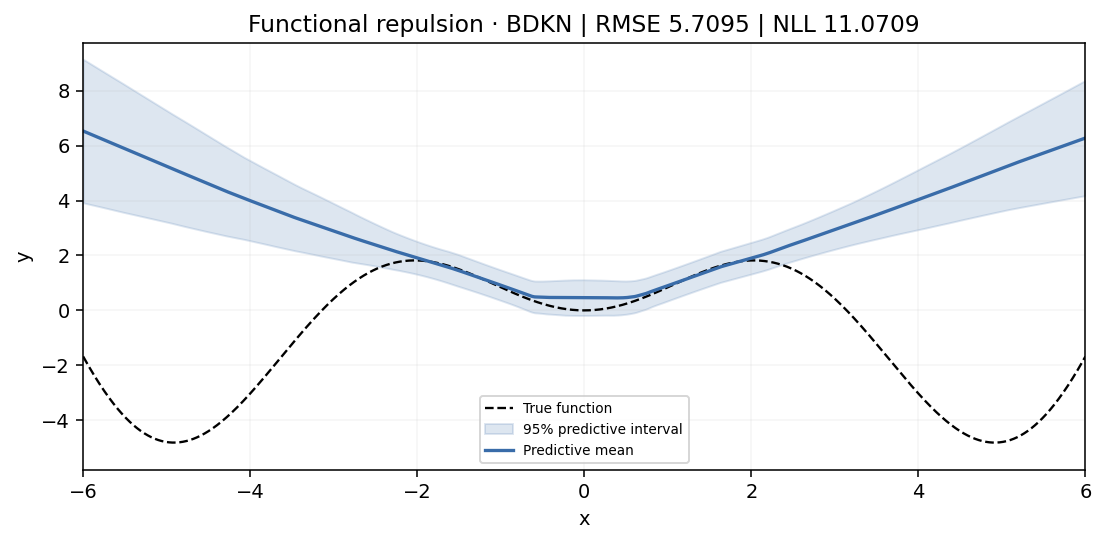 Functional repulsion · BDKN | RMSE 5.7095 | NLL 11.0709
y
8
6
4
2
0
−2
−4
True function
95% predictive interval
Predictive mean
−6 −4 −2 0 2 4 6
x